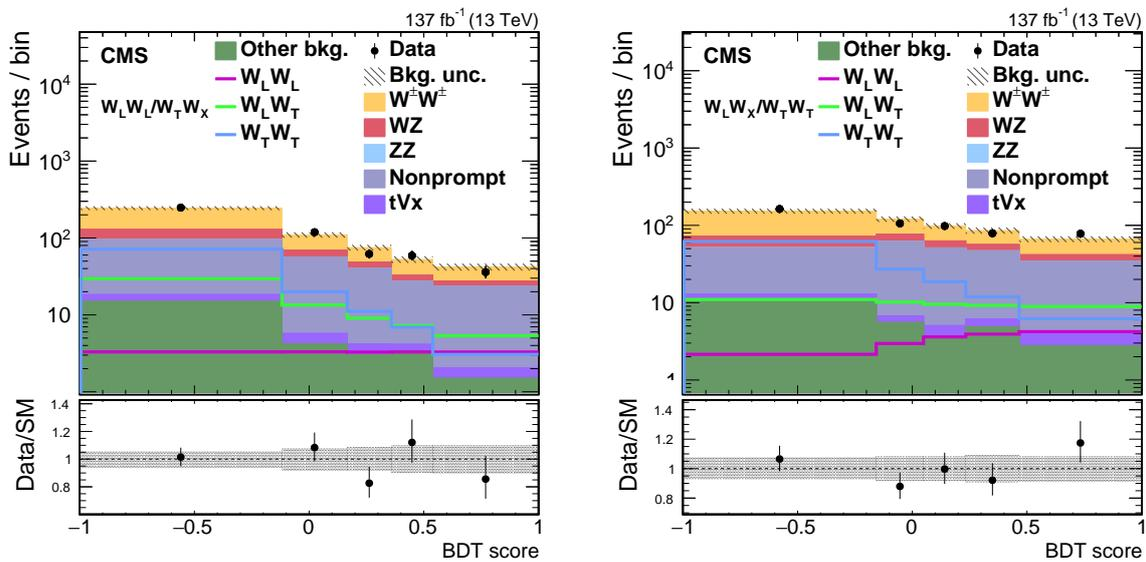 137 fb⁻¹ (13 TeV)
CMS
Other bkg.
Data
W_L W_L
Bkg. unc.
W_L W_L/W_T W_X
W_L W_T
W^±W^±
W_T W_T
WZ
ZZ
Nonprompt
tVx
Events / bin
10⁴
10³
10²
10
Data/SM
1.4
1.2
1
0.8
−1
−0.5
0
0.5
1
BDT score
137 fb⁻¹ (13 TeV)
CMS
Other bkg.
Data
W_L W_L
Bkg. unc.
W_L W_X/W_T W_T
W_L W_T
W^±W^±
W_T W_T
WZ
ZZ
Nonprompt
tVx
Events / bin
10⁴
10³
10²
10
1
Data/SM
1.4
1.2
1
0.8
−1
−0.5
0
0.5
1
BDT score